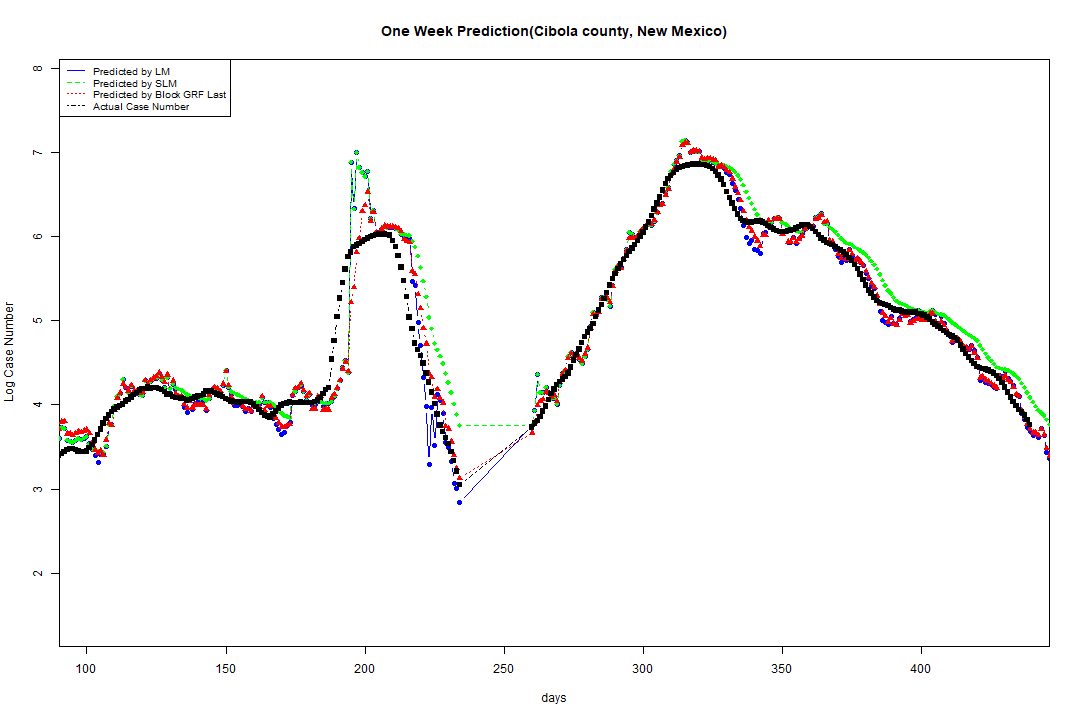 One Week Prediction(Cibola county, New Mexico)
Predicted by LM
Predicted by SLM
Predicted by Block GRF Last
Actual Case Number
Log Case Number
8
7
6
5
4
3
2
100 150 200 250 300 350 400
days